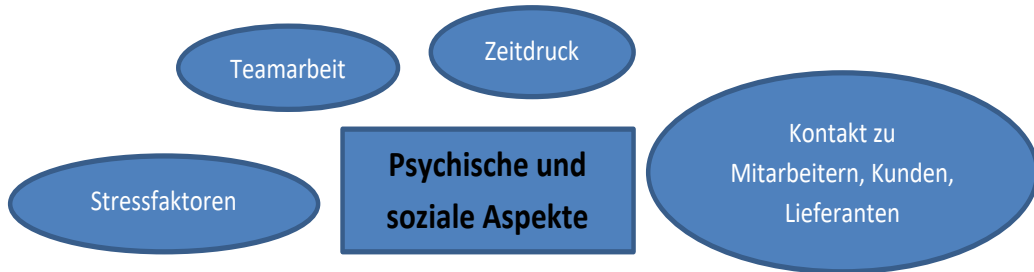 Teamarbeit
Zeitdruck
Stressfaktoren
Psychische und
soziale Aspekte
Kontakt zu
Mitarbeitern, Kunden,
Lieferanten